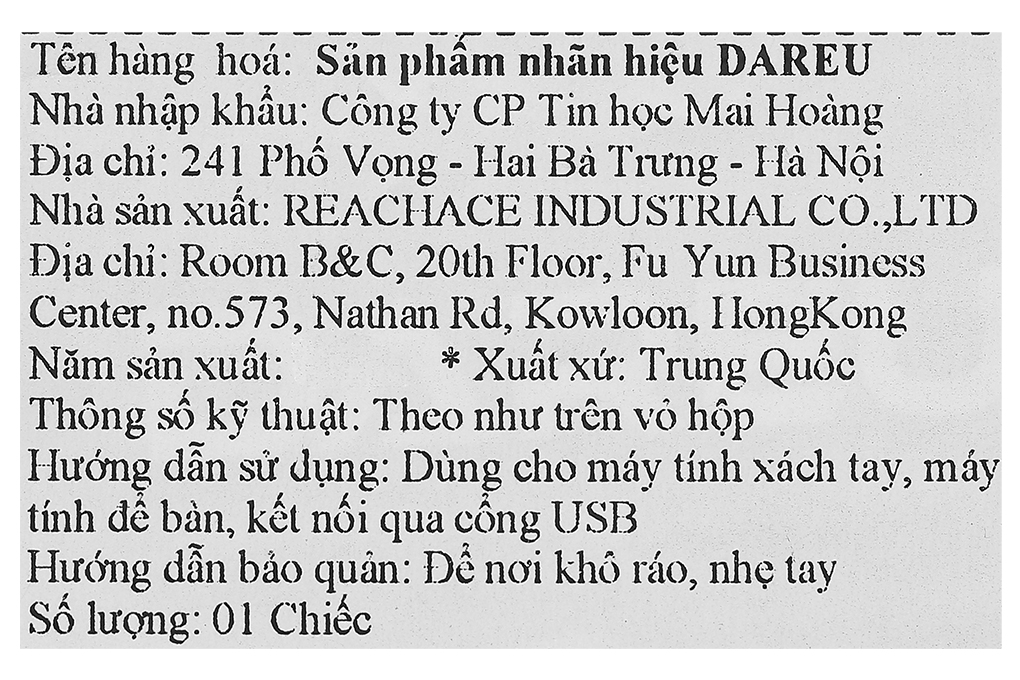 Tên hàng hoá: Sản phẩm nhãn hiệu DAREU
Nhà nhập khẩu: Công ty CP Tin học Mai Hoàng
Địa chỉ: 241 Phố Vọng - Hai Bà Trưng - Hà Nội
Nhà sản xuất: REACHACE INDUSTRIAL CO.,LTD
Địa chỉ: Room B&C, 20th Floor, Fu Yun Business
Center, no.573, Nathan Rd, Kowloon, HongKong
Năm sản xuất: * Xuất xứ: Trung Quốc
Thông số kỹ thuật: Theo như trên vỏ hộp
Hướng dẫn sử dụng: Dùng cho máy tính xách tay, máy
tính để bàn, kết nối qua cổng USB
Hướng dẫn bảo quản: Để nơi khô ráo, nhẹ tay
Số lượng: 01 Chiếc